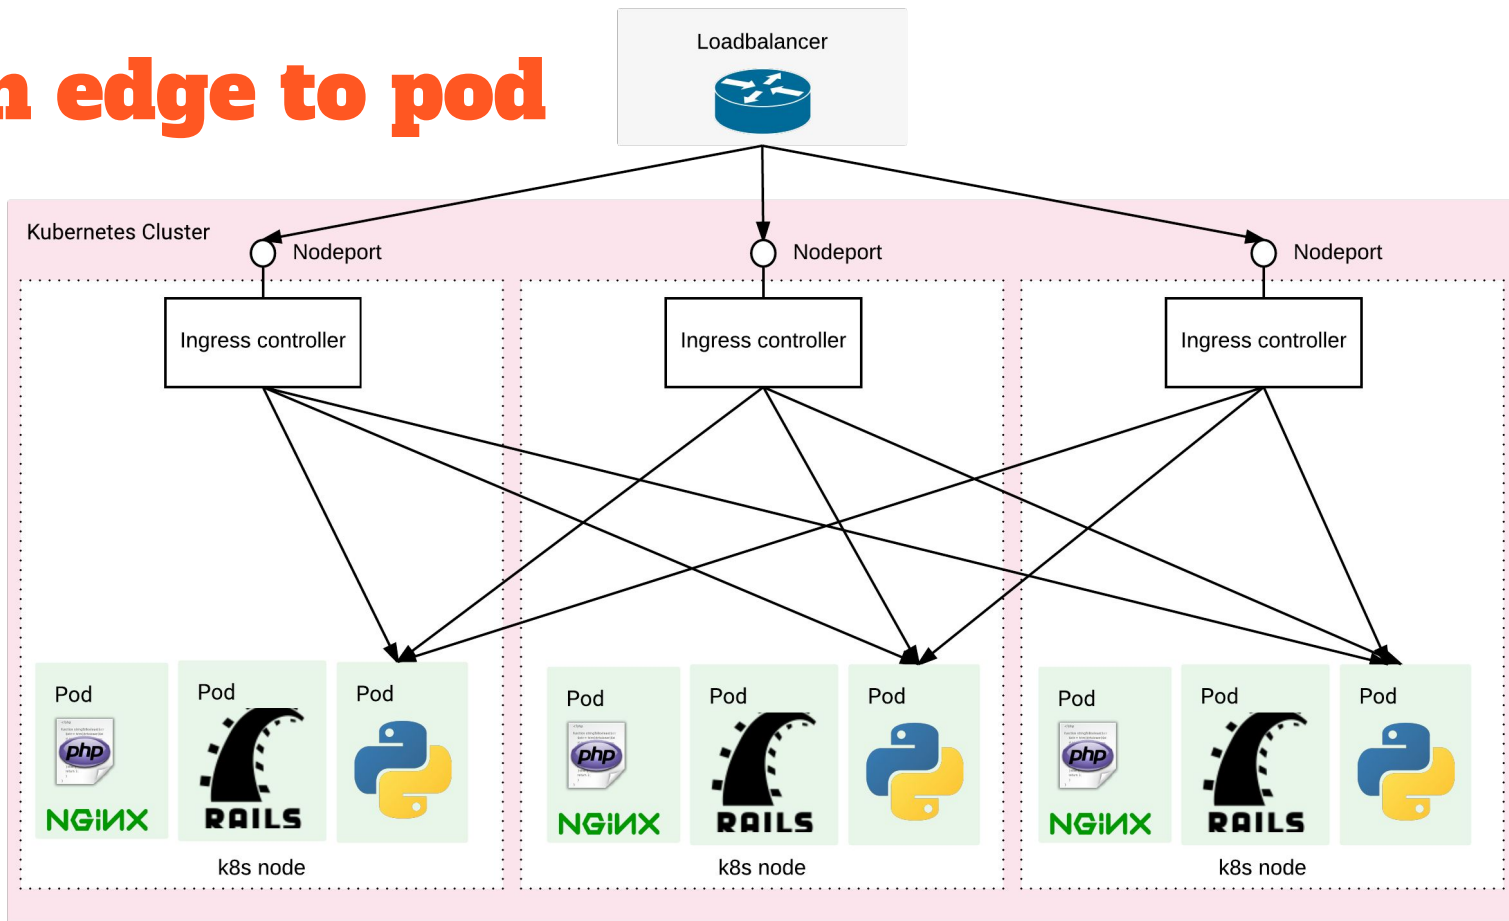 n edge to pod
Loadbalancer
Kubernetes Cluster
Nodeport
Nodeport
Nodeport
Ingress controller
Ingress controller
Ingress controller
Pod
Pod
Pod
Pod
Pod
Pod
Pod
Pod
Pod
php
php
php
NGiNX
RAILS
NGiNX
RAILS
NGiNX
RAILS
k8s node
k8s node
k8s node